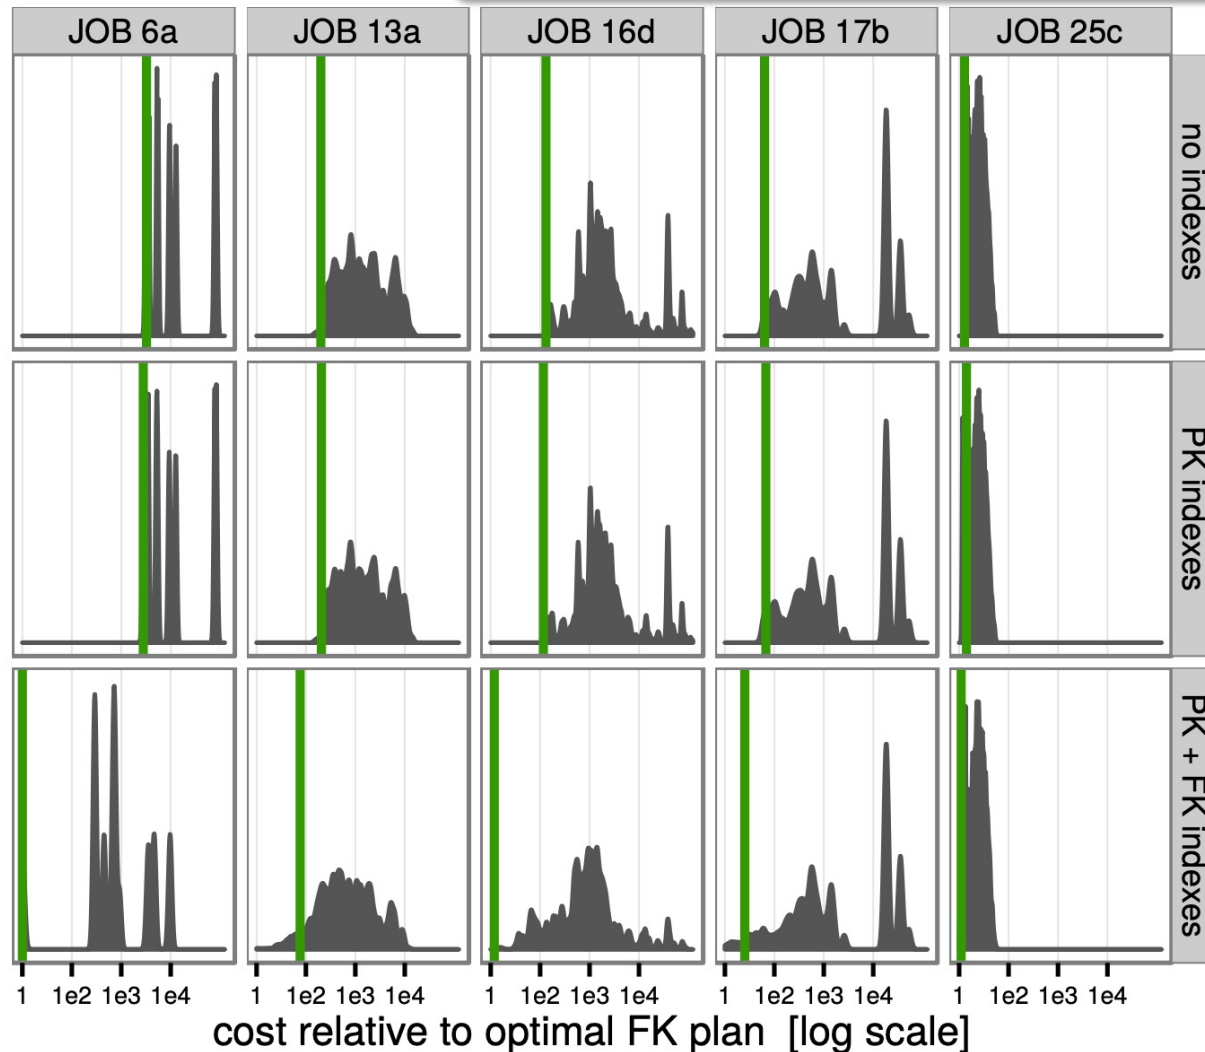 JOB 6a JOB 13a JOB 16d JOB 17b JOB 25c
no indexes
PK indexes
PK + FK indexes
1 1e2 1e3 1e4 1 1e2 1e3 1e4 1 1e2 1e3 1e4 1 1e2 1e3 1e4 1 1e2 1e3 1e4
cost relative to optimal FK plan [log scale]